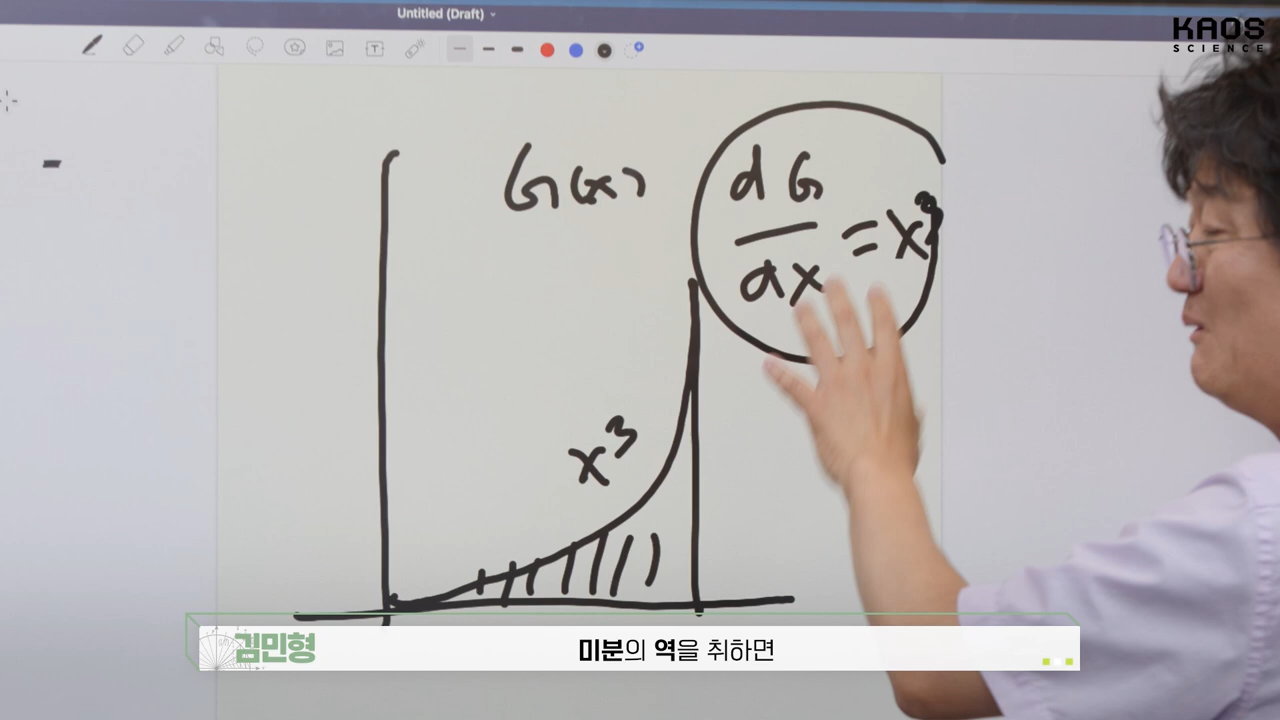 Untitled (Draft)
KAOS
SCIENCE
G(x)
dG
dx
= x³
x³
김민형
미분의 역을 취하면